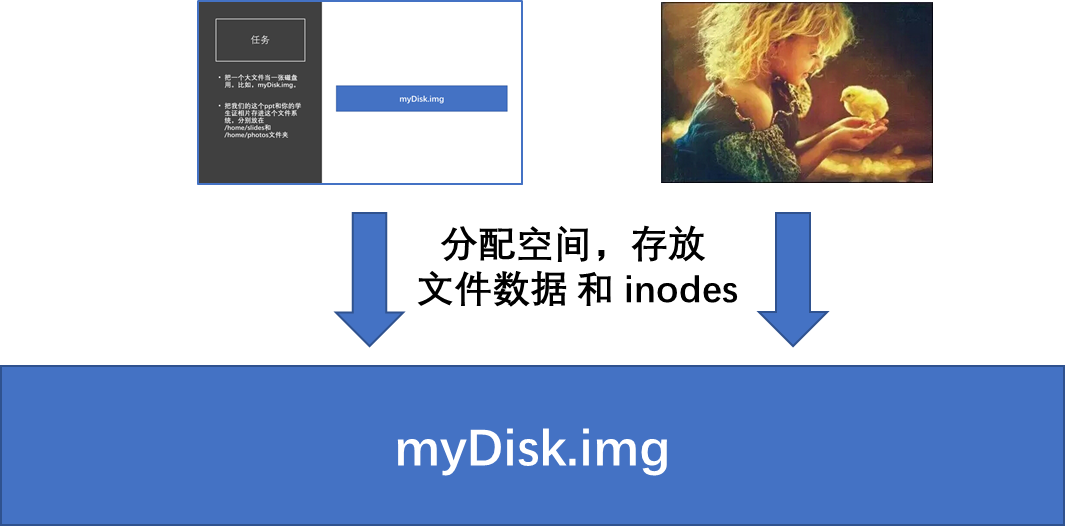 任务
• 把一个大文件当一张磁盘
用，比如，myDisk.img。
• 把我们的这个ppt和你的学
生证相片存进这个文件系
统，分别放在
/home/slides和
/home/photos文件夹
myDisk.img
分配空间，存放
文件数据 和 inodes
myDisk.img